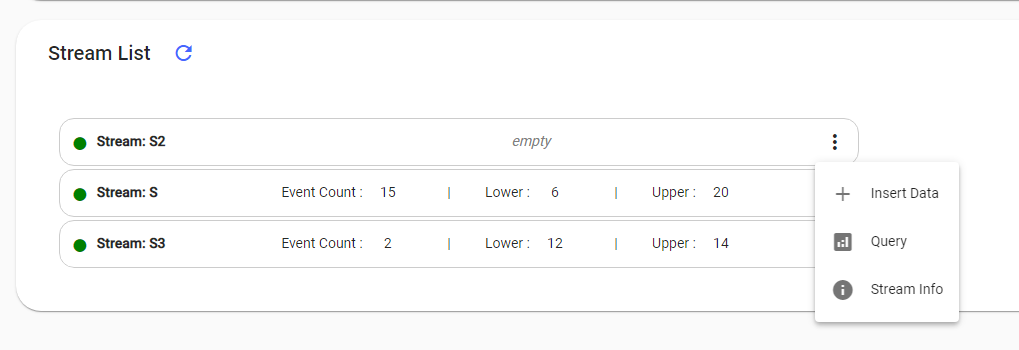 Stream List
Stream: S2 empty
Stream: S Event Count : 15 | Lower : 6 | Upper : 20
Stream: S3 Event Count : 2 | Lower : 12 | Upper : 14
Insert Data
Query
Stream Info